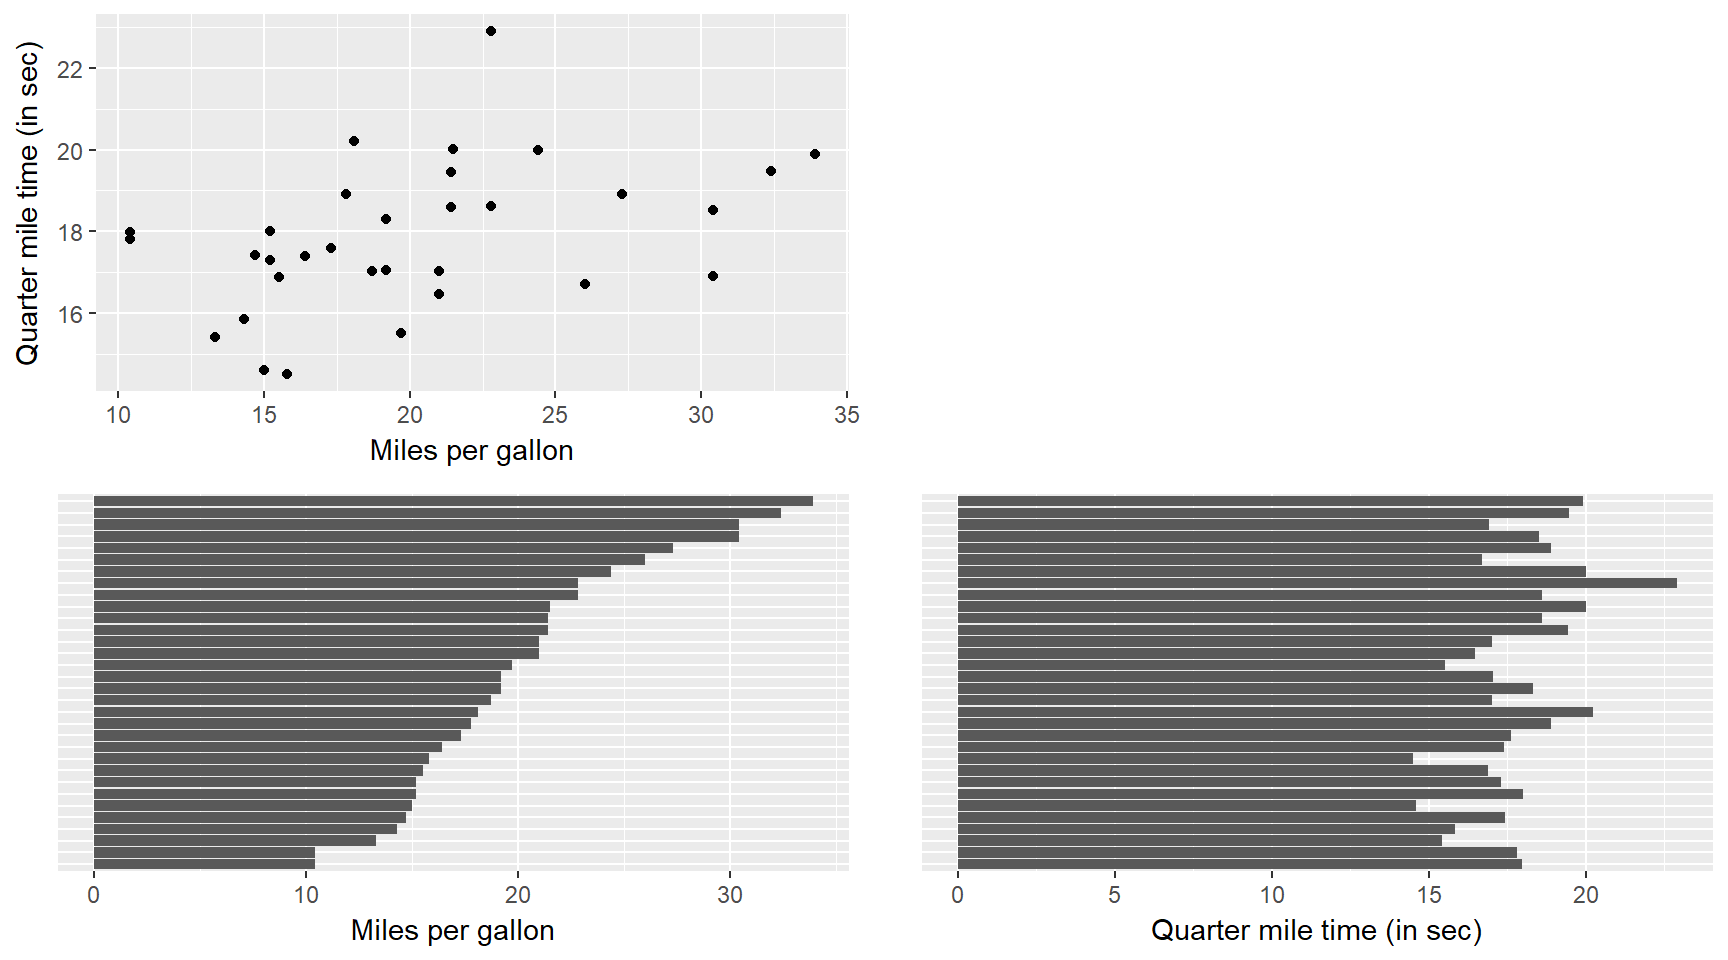 Quarter mile time (in sec)
22
20
18
16
10 15 20 25 30 35
Miles per gallon
0 10 20 30
Miles per gallon
0 5 10 15 20
Quarter mile time (in sec)